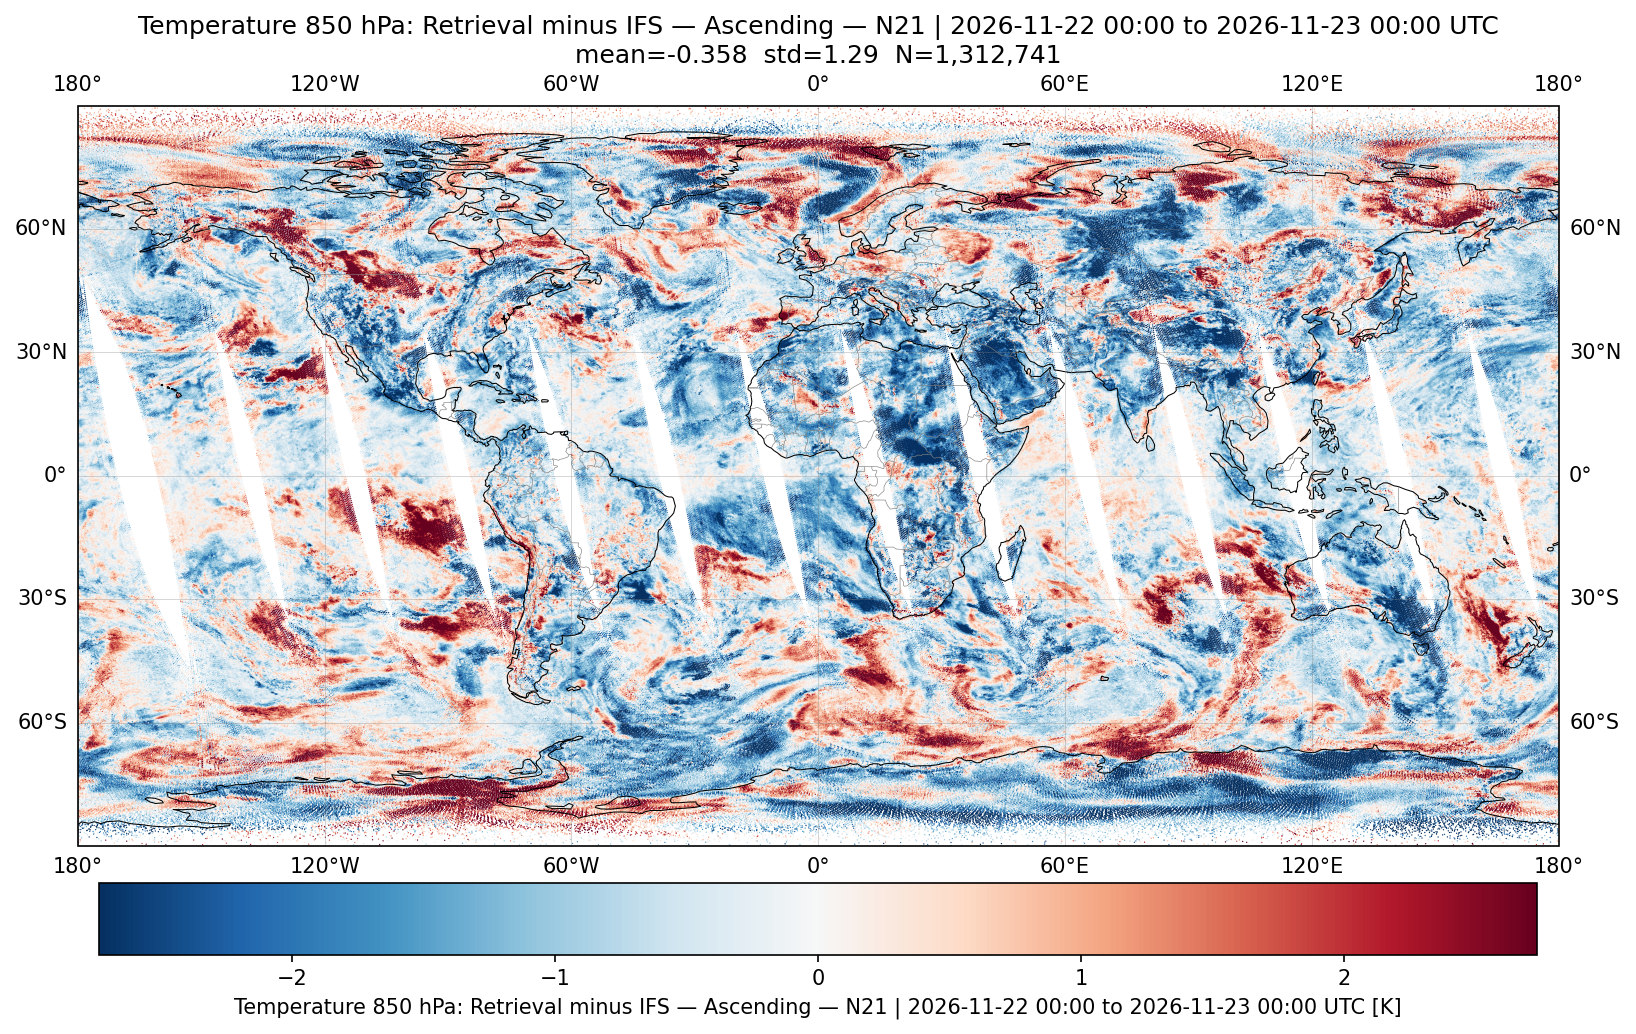 Temperature 850 hPa: Retrieval minus IFS — Ascending — N21 | 2026-11-22 00:00 to 2026-11-23 00:00 UTC
mean=-0.358 std=1.29 N=1,312,741
180° 120°W 60°W 0° 60°E 120°E 180°
60°N 60°N
30°N 30°N
0° 0°
30°S 30°S
60°S 60°S
180° 120°W 60°W 0° 60°E 120°E 180°
−2 −1 0 1 2
Temperature 850 hPa: Retrieval minus IFS — Ascending — N21 | 2026-11-22 00:00 to 2026-11-23 00:00 UTC [K]